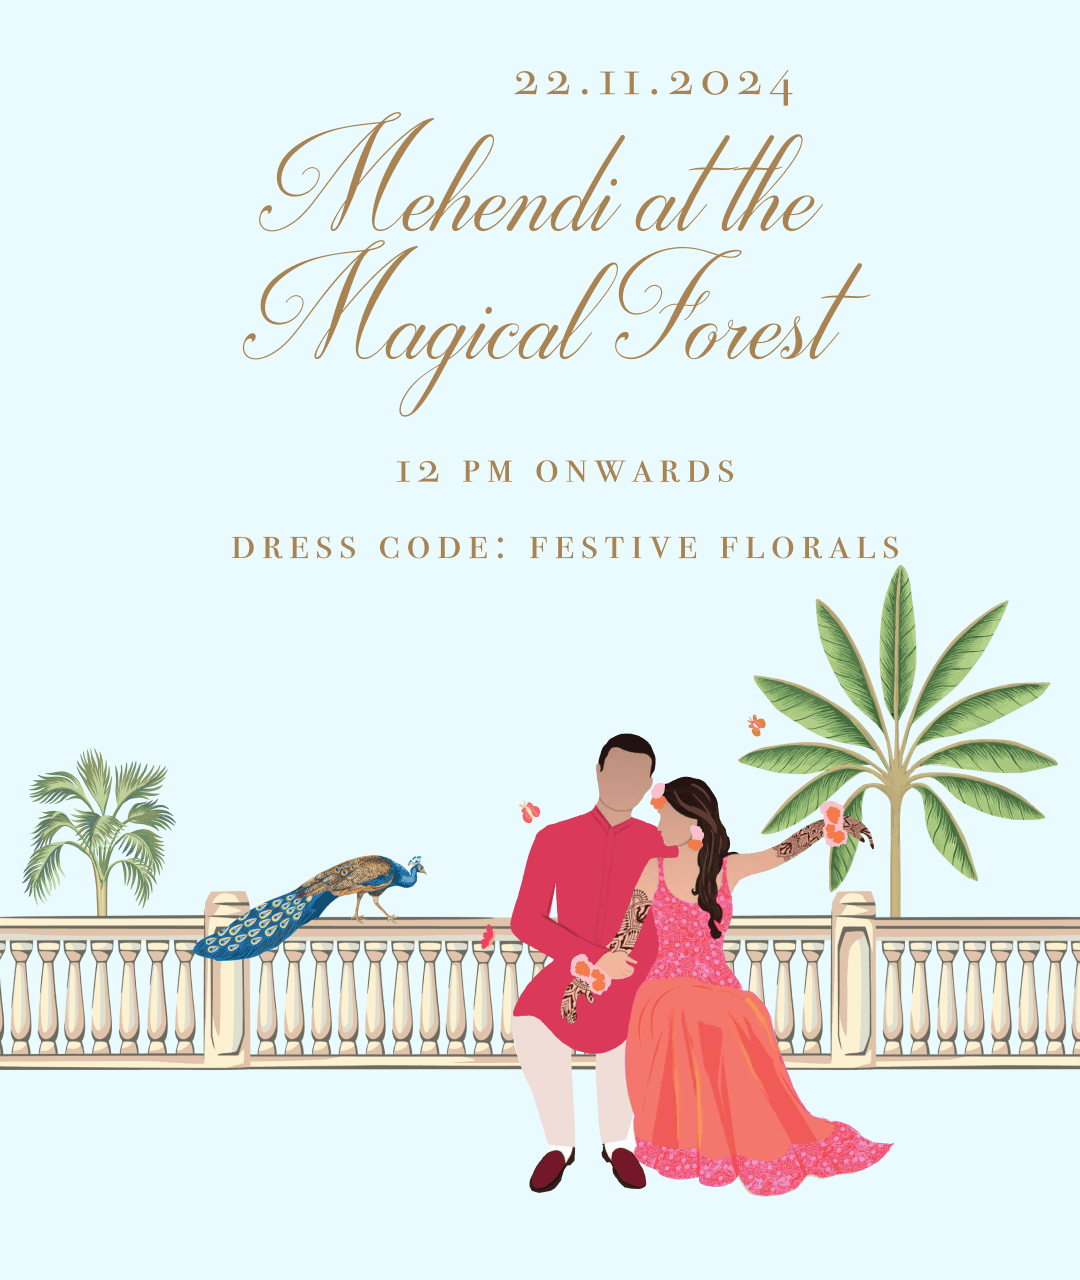 22.11.2024
Mehendi at the
Magical Forest
12 PM ONWARDS
DRESS CODE: FESTIVE FLORALS